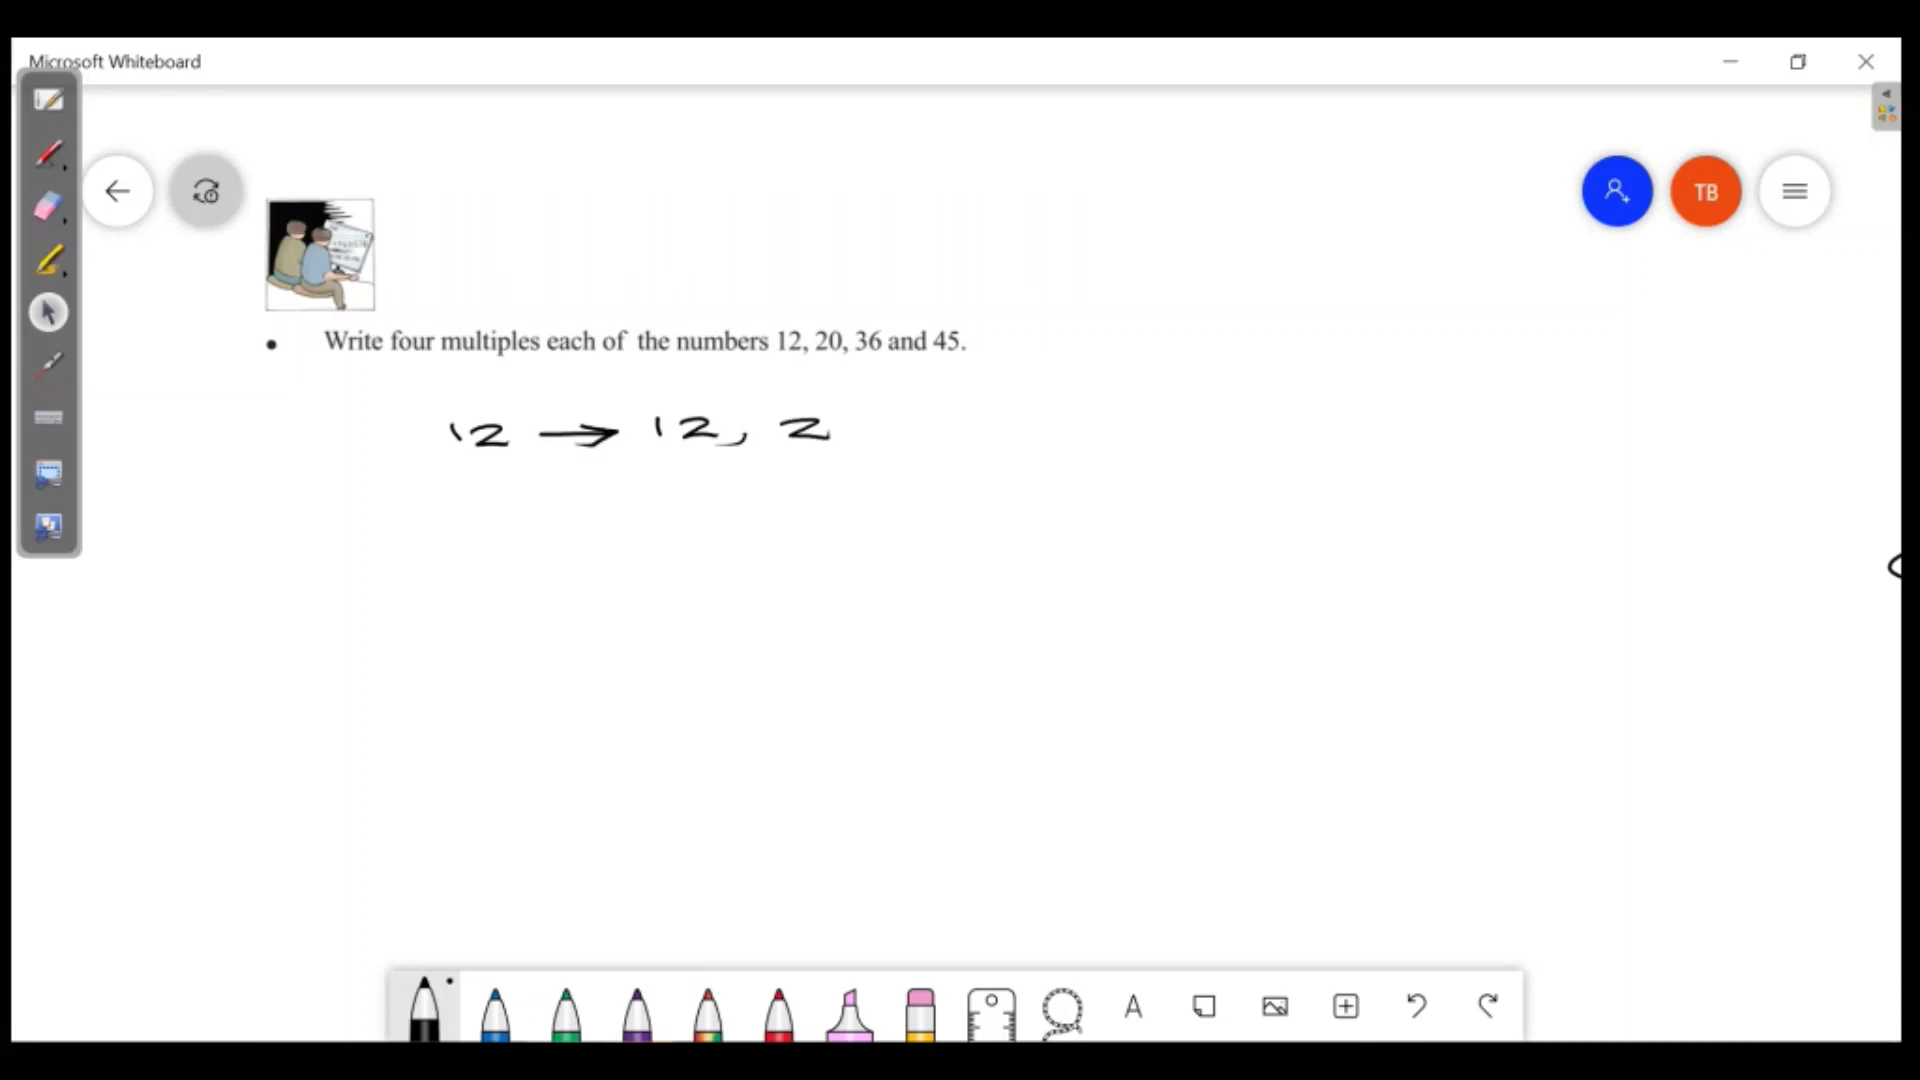 Microsoft Whiteboard
TB
• Write four multiples each of the numbers 12, 20, 36 and 45.
12 → 12, 2
A